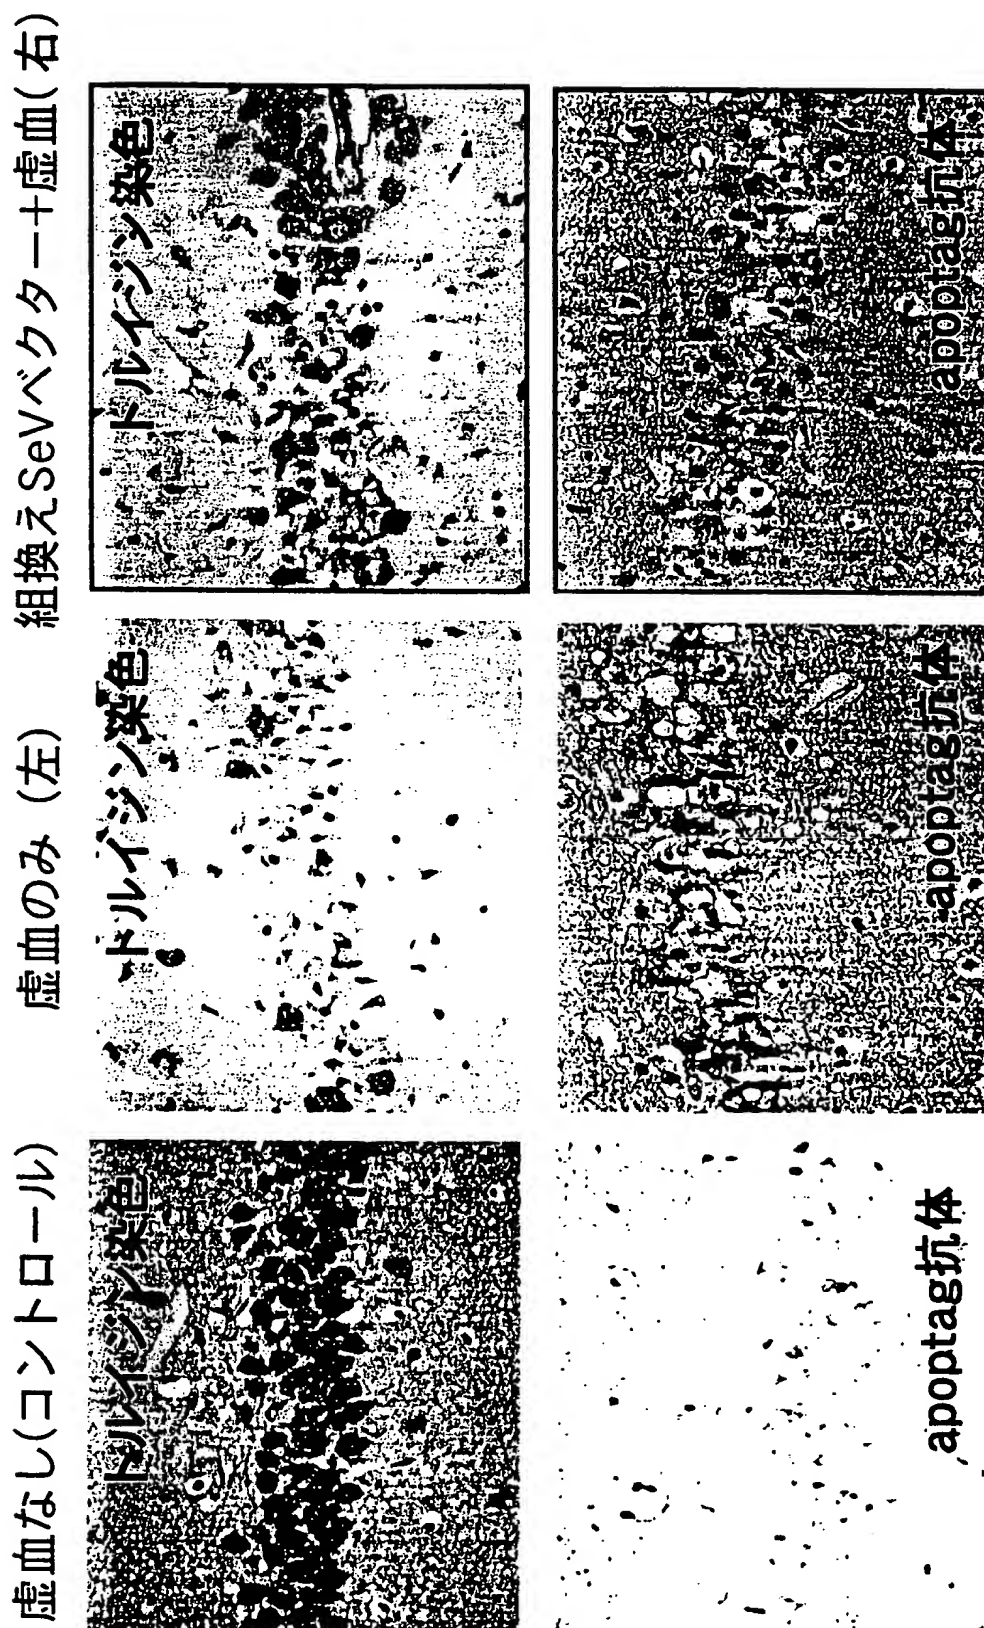 虚血なし(コントロール)
虚血のみ (左)
組換えSeVベクター+虚血(右)
トルイジン染色
トルイジン染色
トルイジン染色
apoptag抗体
apoptag抗体
apoptag抗体